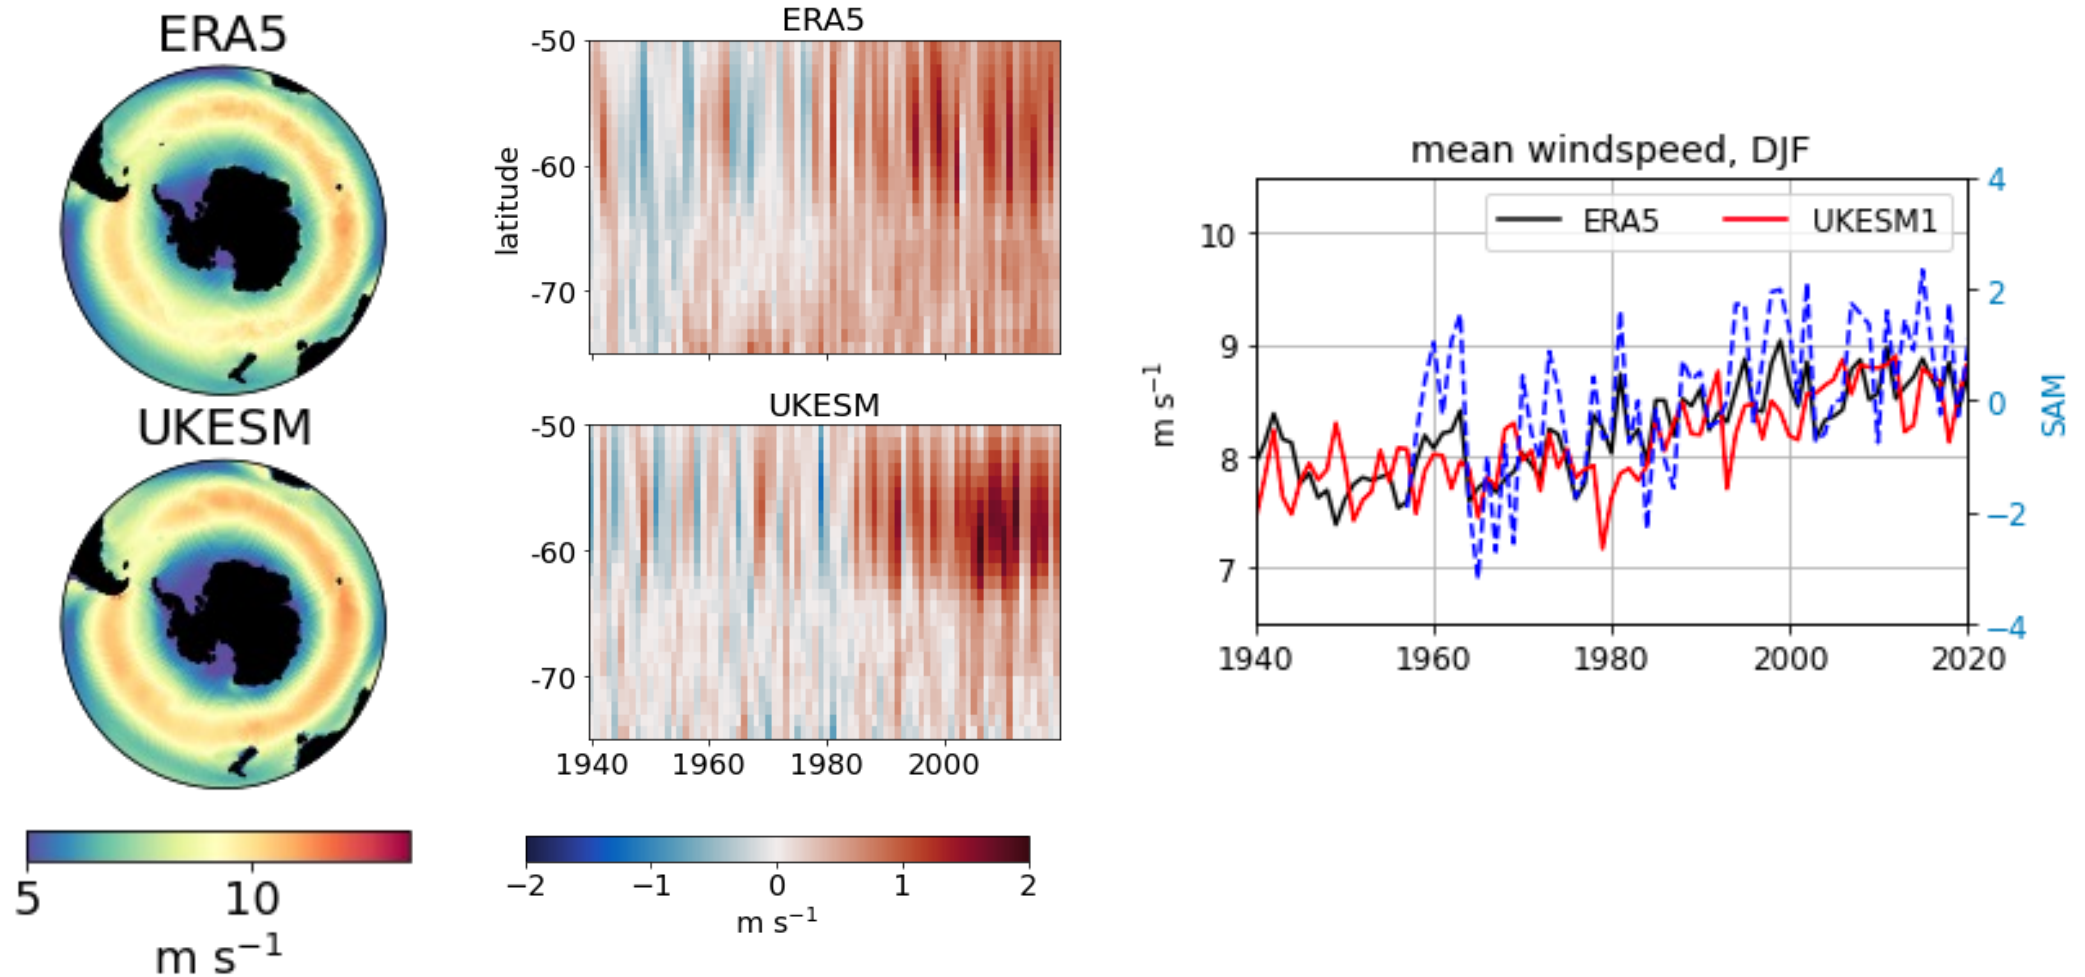 ERA5
UKESM
5 10
m s⁻¹
ERA5
-50
-60
-70
latitude
UKESM
-50
-60
-70
1940 1960 1980 2000
−2 −1 0 1 2
m s⁻¹
mean windspeed, DJF
ERA5 UKESM1
10
9
8
7
m s⁻¹
4
2
0
−2
−4
SAM
1940 1960 1980 2000 2020